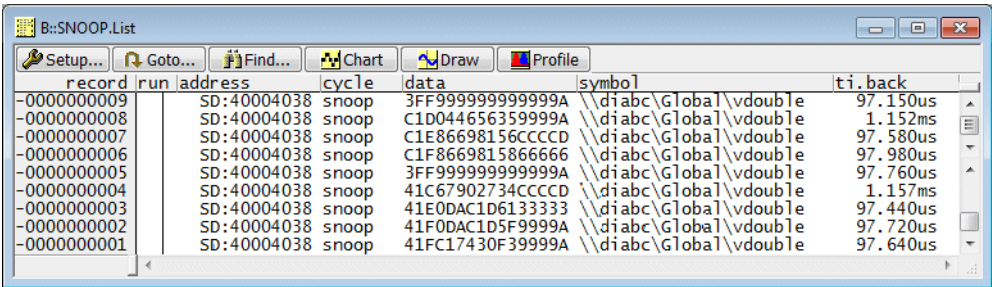 B::SNOOP.List
Setup... Goto... Find... Chart Draw Profile
record run address cycle data symbol ti.back
-0000000009 SD:40004038 snoop 3FF999999999999A \\diabc\Global\vdouble 97.150us
-0000000008 SD:40004038 snoop C1D044656359999A \\diabc\Global\vdouble 1.152ms
-0000000007 SD:40004038 snoop C1E86698156CCCCD \\diabc\Global\vdouble 97.580us
-0000000006 SD:40004038 snoop C1F8669815866666 \\diabc\Global\vdouble 97.980us
-0000000005 SD:40004038 snoop 3FF999999999999A \\diabc\Global\vdouble 97.760us
-0000000004 SD:40004038 snoop 41C67902734CCCCD \\diabc\Global\vdouble 1.157ms
-0000000003 SD:40004038 snoop 41E0DAC1D6133333 \\diabc\Global\vdouble 97.440us
-0000000002 SD:40004038 snoop 41F0DAC1D5F9999A \\diabc\Global\vdouble 97.720us
-0000000001 SD:40004038 snoop 41FC17430F39999A \\diabc\Global\vdouble 97.640us